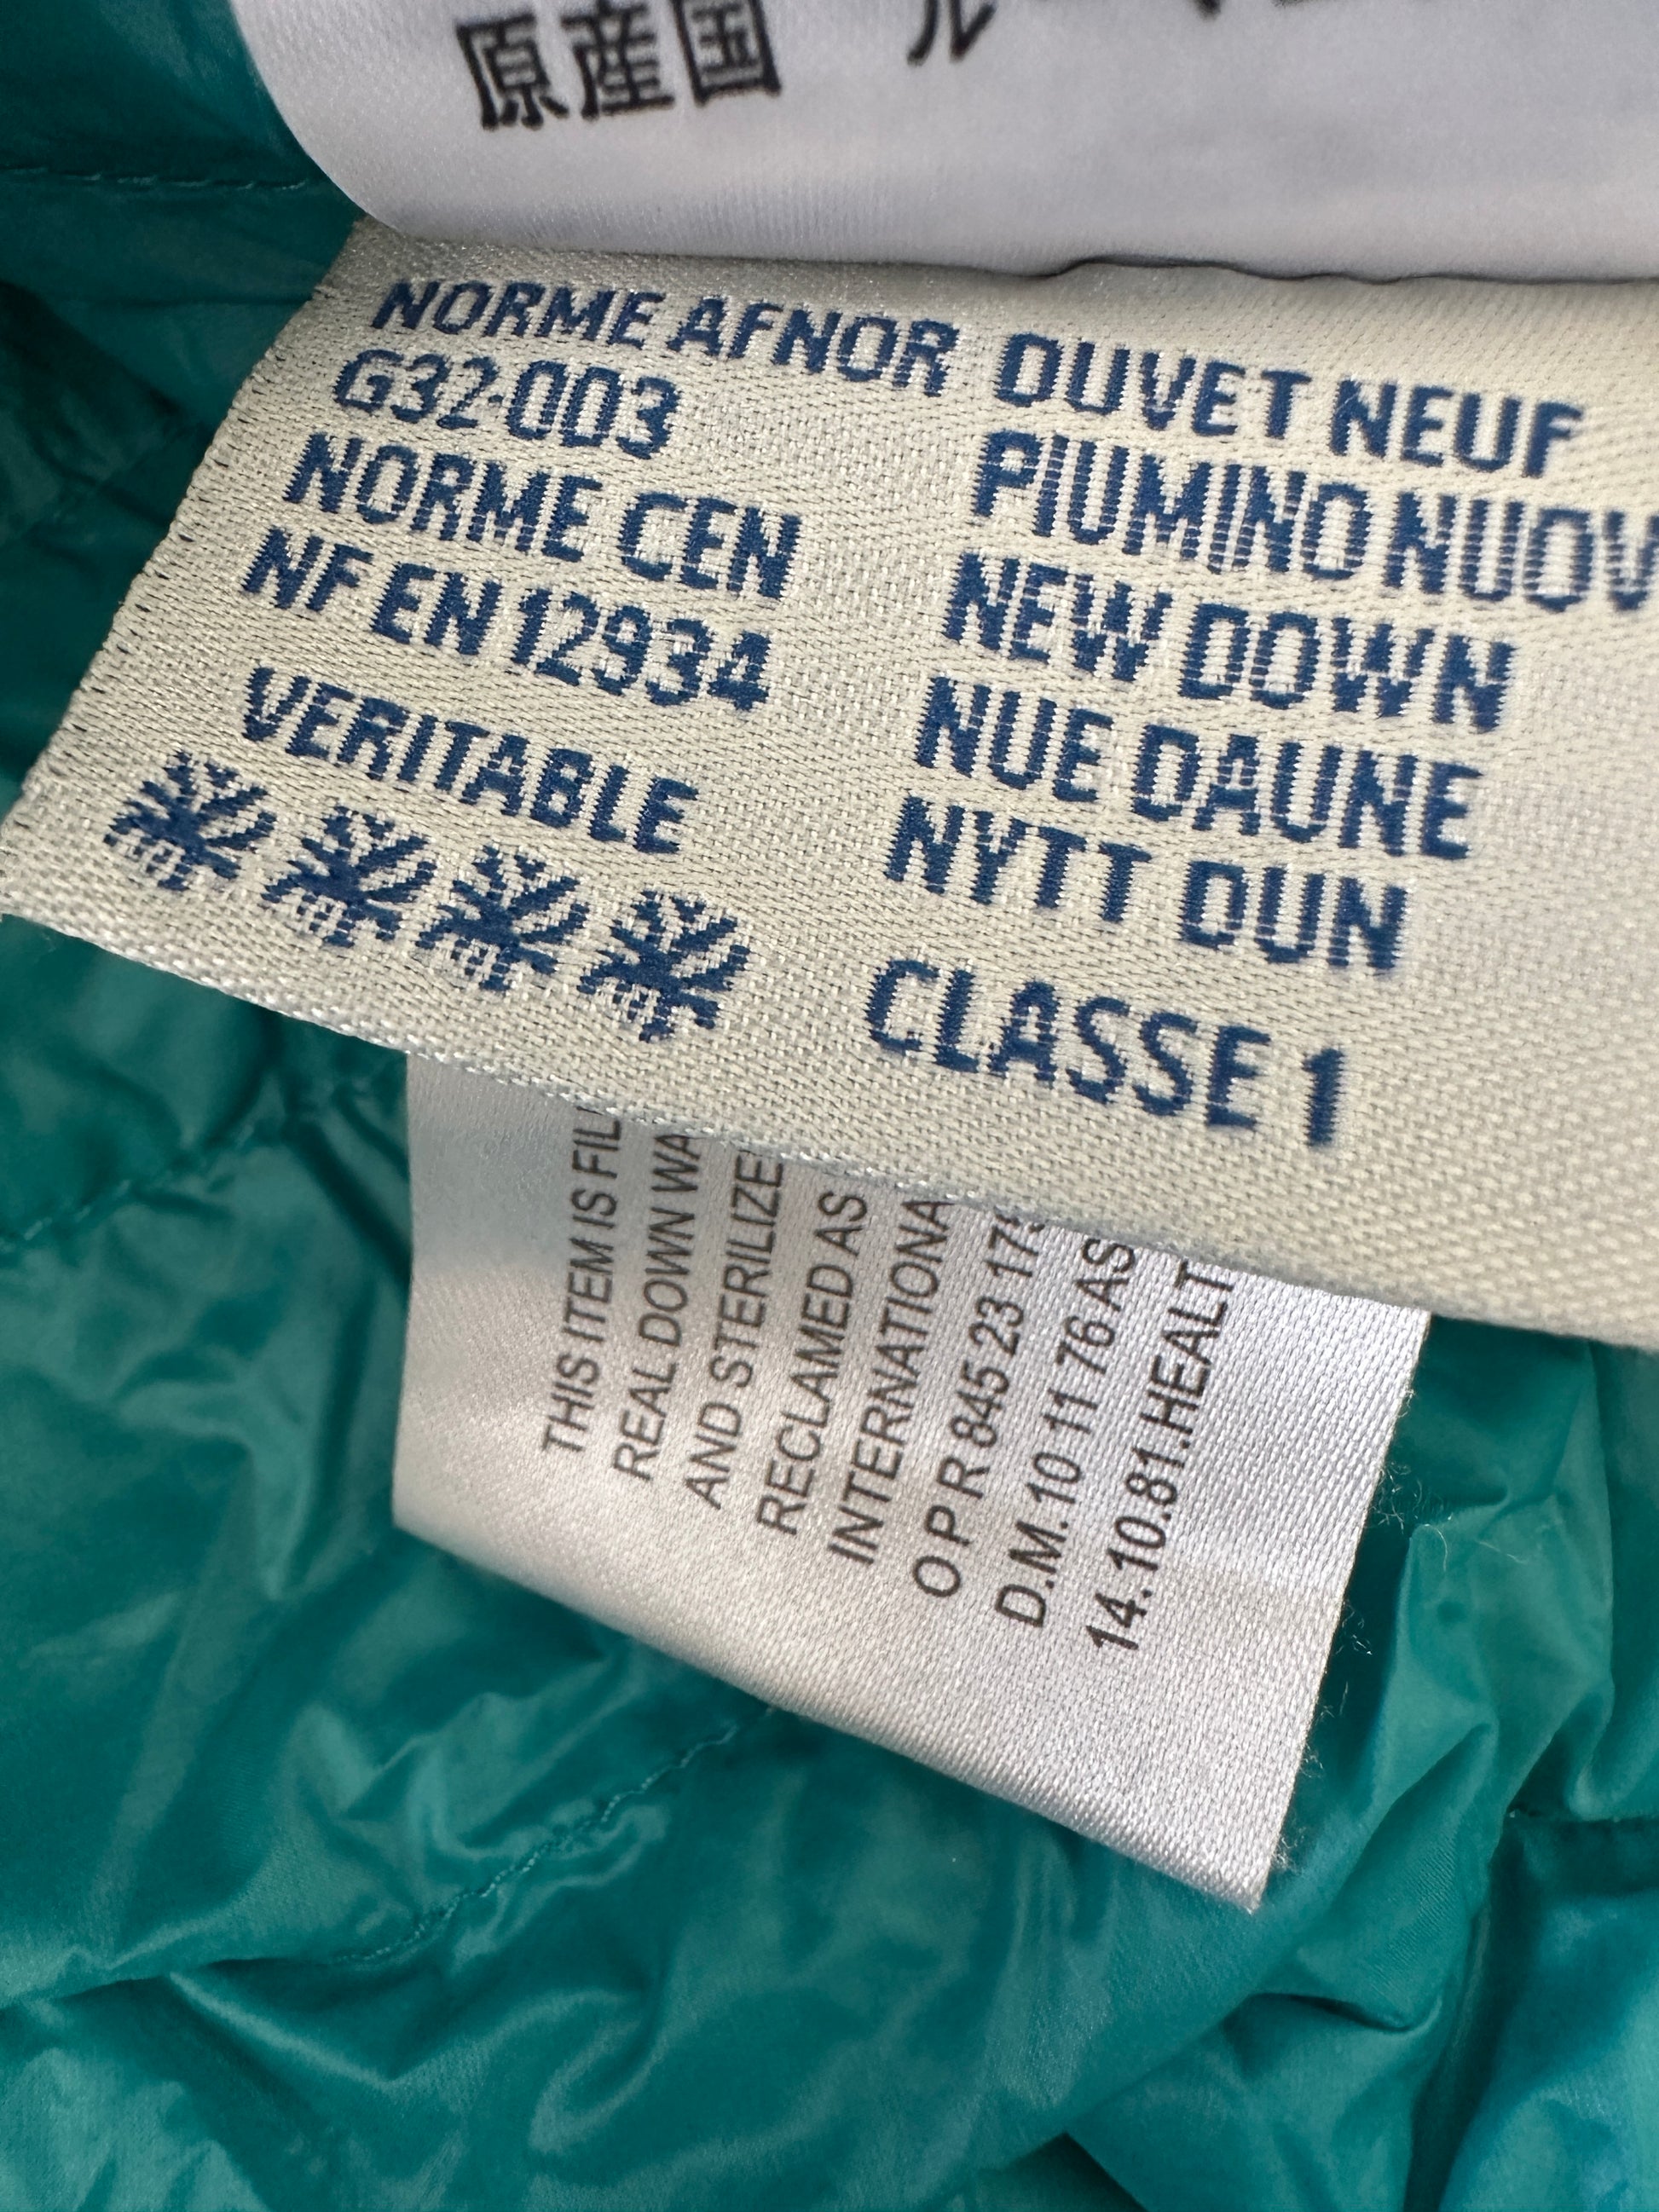 原産国 ル
NORME AFNOR
G32-003
NORME CEN
NF EN 12934
VERITABLE
DUVET NEUF
PIUMINO NUOV
NEW DOWN
NUE DAUNE
NYTT DUN
CLASSE 1
THIS ITEM IS FIL
REAL DOWN WA
AND STERILIZE
RECLAMED AS
INTERNATIONA
O P R 845 23 17
D.M.10 11 76 AS
14.10.81.HEALT